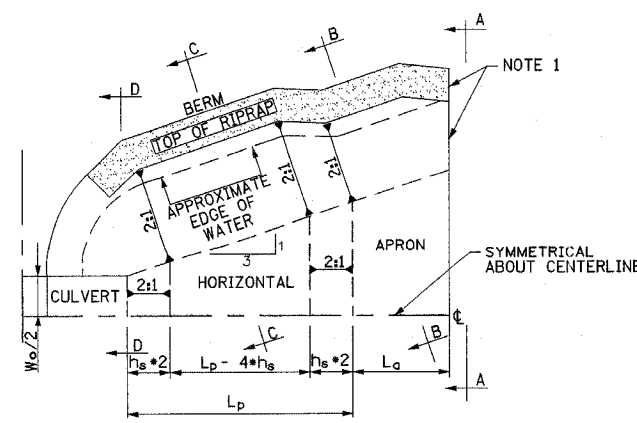 A
C
B
NOTE 1
D
BERM
TOP OF RIPRAP
2:1
2:1
2:1
APPROXIMATE
EDGE OF
WATER
1
3
APRON
SYMMETRICAL
ABOUT CENTERLINE
CULVERT
2:1
HORIZONTAL
2:1
Wo/2
℄
D
C
B
hs*2
Lp - 4*hs
hs*2
La
A
Lp